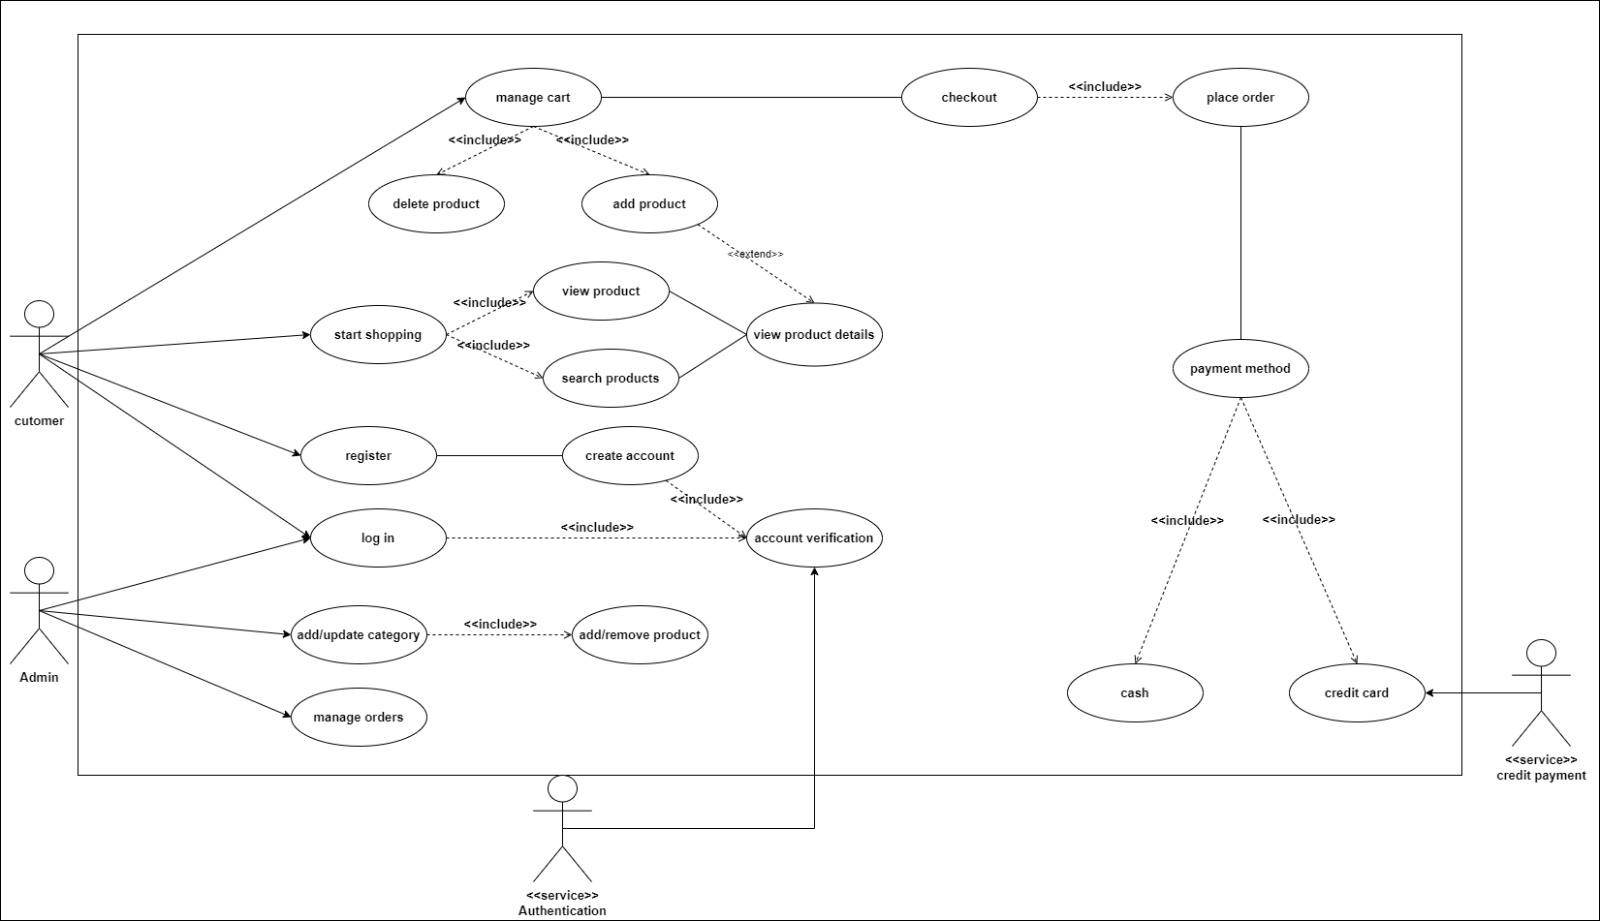 manage cart
checkout
<<include>>
place order
<<include>>
<<include>>
delete product
add product
<<extend>>
view product
<<include>>
start shopping
<<include>>
view product details
search products
payment method
cutomer
register
create account
<<include>>
log in
<<include>>
account verification
<<include>>
<<include>>
add/update category
<<include>>
add/remove product
Admin
manage orders
cash
credit card
<<service>>
credit payment
<<service>>
Authentication